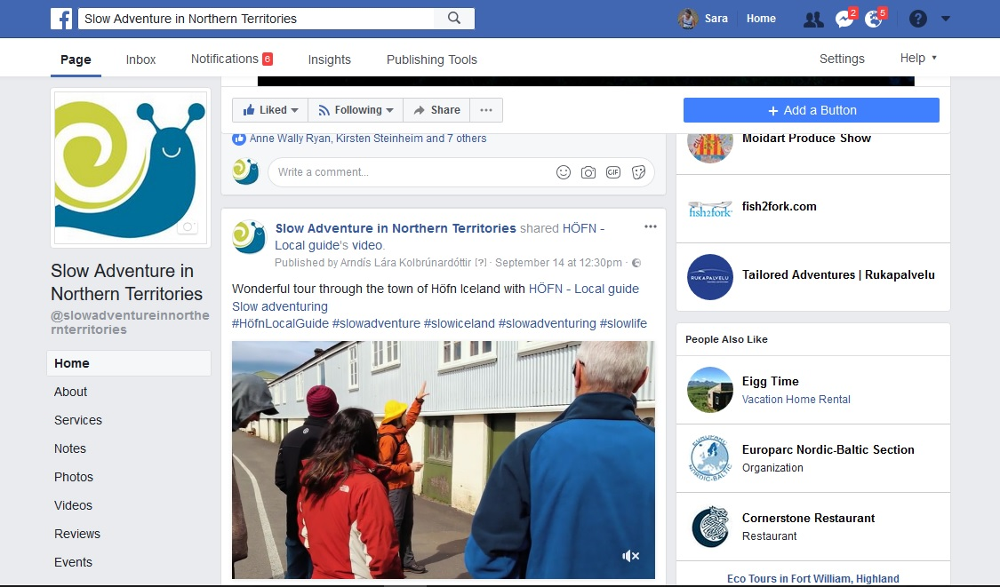 Slow Adventure in Northern Territories
Sara
Home
2
5
?
Page
Inbox
Notifications 6
Insights
Publishing Tools
Settings
Help
Liked
Following
Share
+ Add a Button
Slow Adventure in
Northern Territories
@slowadventureinnorthe
rnterritories
Home
About
Services
Notes
Photos
Videos
Reviews
Events
Anne Wally Ryan, Kirsten Steinheim and 7 others
Write a comment...
GIF
Slow Adventure in Northern Territories shared HÖFN -
Local guide's video.
Published by Arndís Lára Kolbrúnardóttir [?] · September 14 at 12:30pm ·
Wonderful tour through the town of Höfn Iceland with HÖFN - Local guide
Slow adventuring
#HöfnLocalGuide #slowadventure #slowiceland #slowadventuring #slowlife
Moidart Produce Show
fish2fork
fish2fork.com
RUKAPALVELU
Tailored Adventures | Rukapalvelu
People Also Like
Eigg Time
Vacation Home Rental
EUROPARC
NORDIC-BALTIC
Europarc Nordic-Baltic Section
Organization
Cornerstone Restaurant
Restaurant
Eco Tours in Fort William, Highland